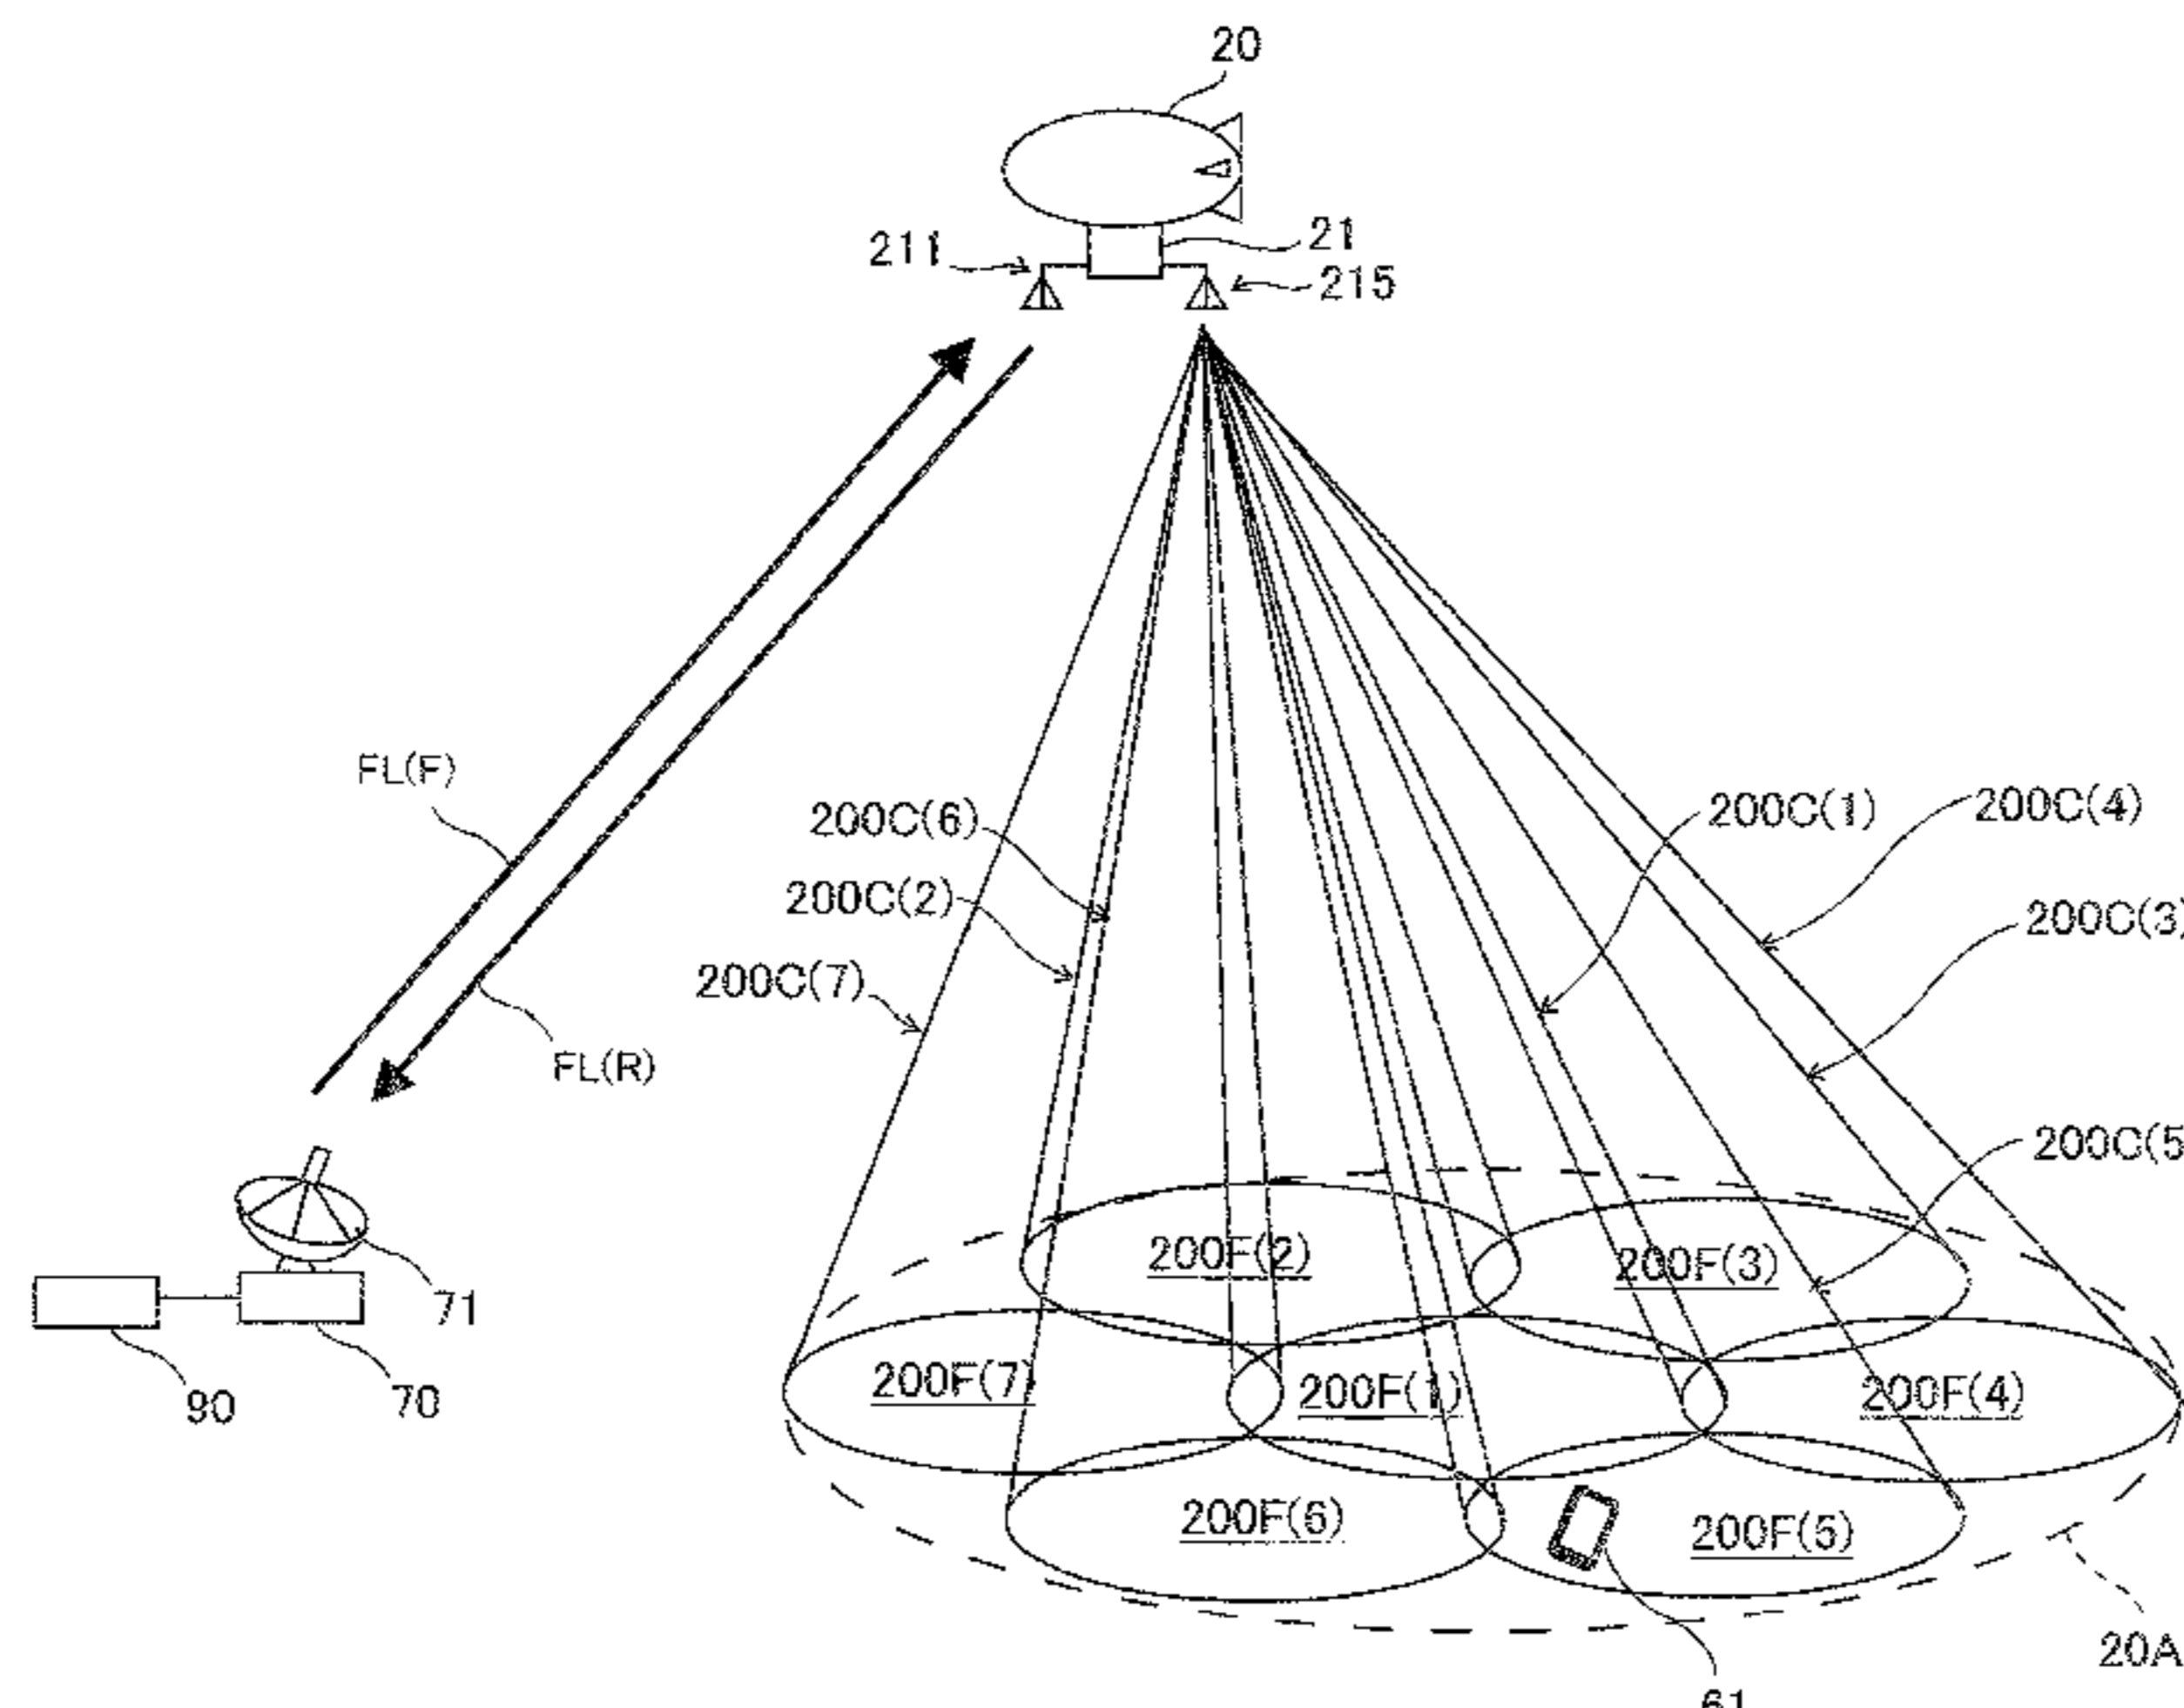 20
21
211
215
FL(F)
200C(6)
200C(1)
200C(4)
200C(2)
200C(3)
200C(7)
FL(R)
200C(5
200F(2)
200F(3)
71
200F(7)
200F(1)
200F(4)
90
70
200F(6)
200F(5)
20A
61